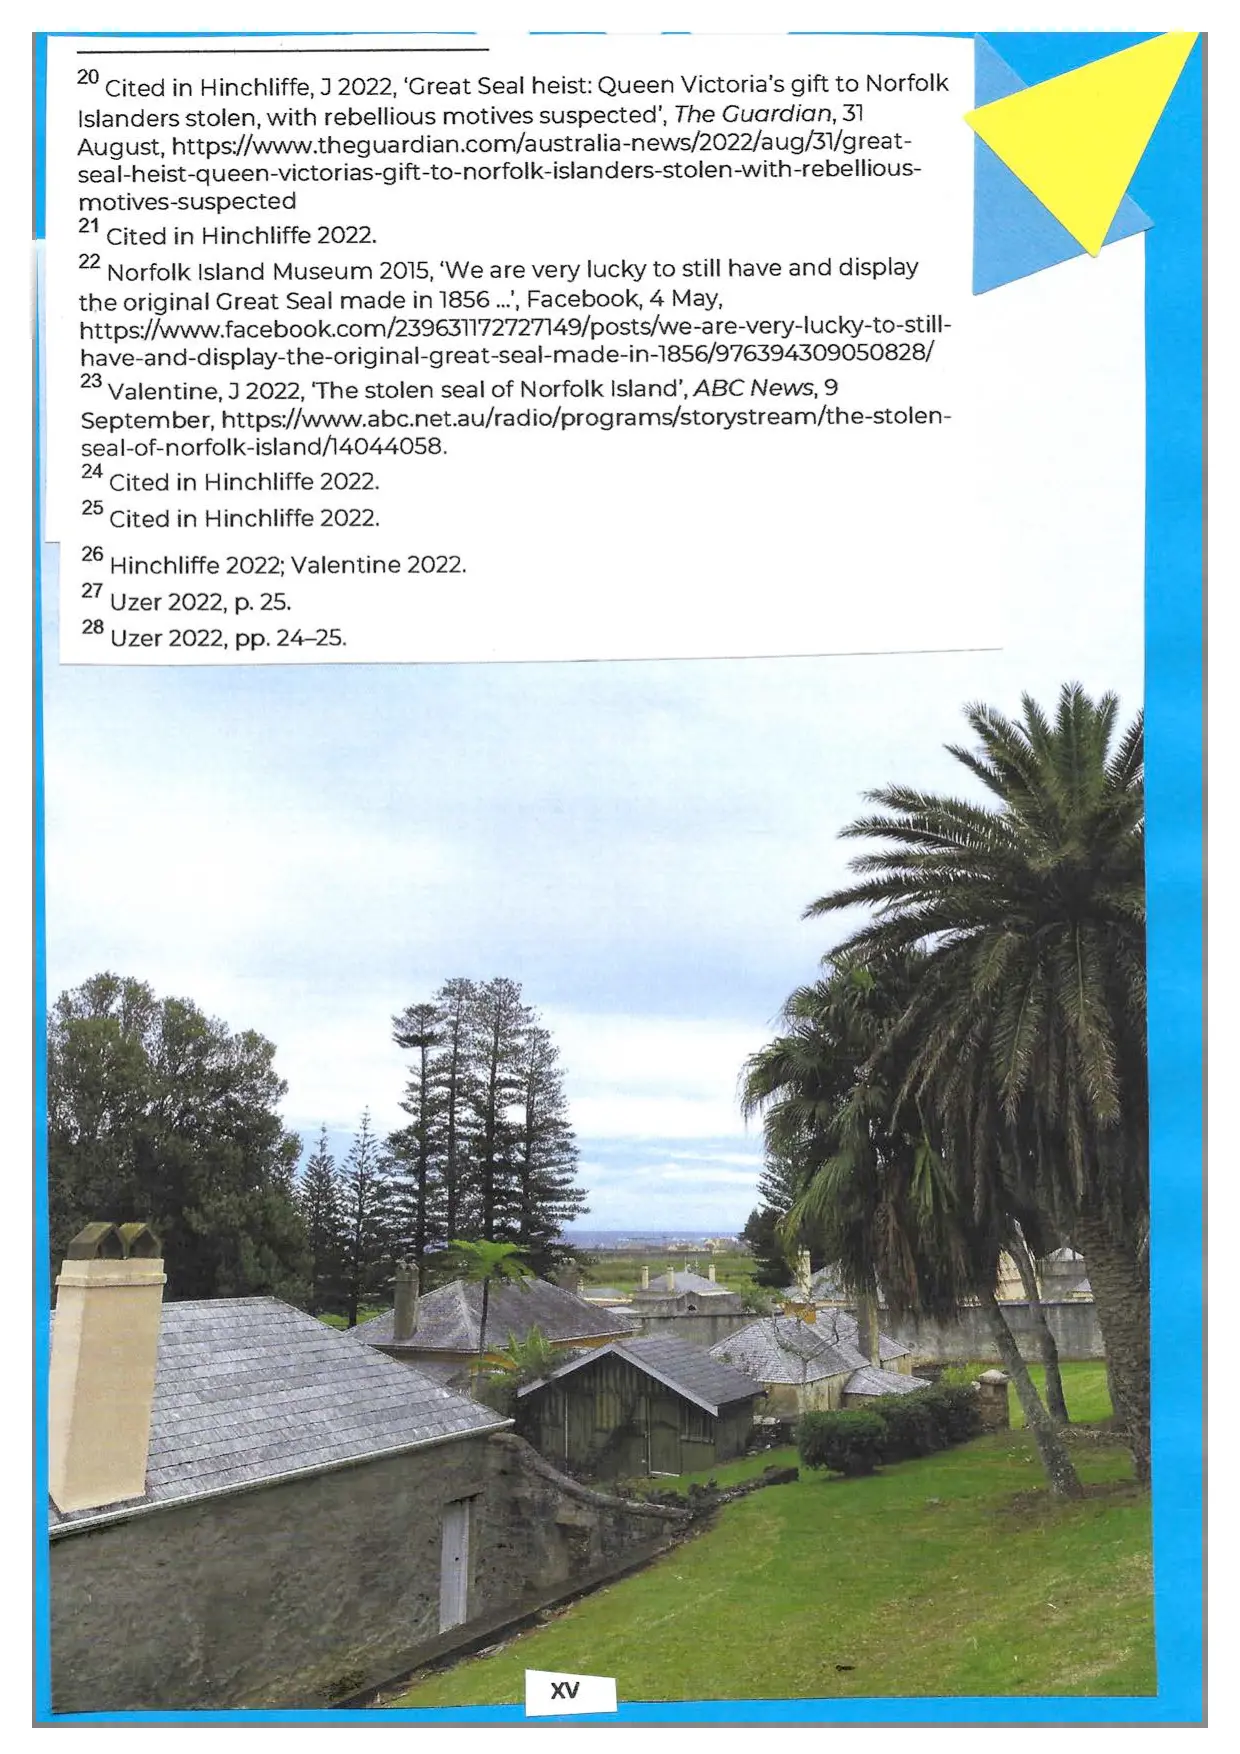 20 Cited in Hinchliffe, J 2022, ‘Great Seal heist: Queen Victoria’s gift to Norfolk
Islanders stolen, with rebellious motives suspected’, The Guardian, 31
August, https://www.theguardian.com/australia-news/2022/aug/31/great-
seal-heist-queen-victorias-gift-to-norfolk-islanders-stolen-with-rebellious-
motives-suspected
21 Cited in Hinchliffe 2022.
22 Norfolk Island Museum 2015, ‘We are very lucky to still have and display
the original Great Seal made in 1856 ...’, Facebook, 4 May,
https://www.facebook.com/239631172727149/posts/we-are-very-lucky-to-still-
have-and-display-the-original-great-seal-made-in-1856/976394309050828/
23 Valentine, J 2022, ‘The stolen seal of Norfolk Island’, ABC News, 9
September, https://www.abc.net.au/radio/programs/storystream/the-stolen-
seal-of-norfolk-island/14044058.
24 Cited in Hinchliffe 2022.
25 Cited in Hinchliffe 2022.
26 Hinchliffe 2022; Valentine 2022.
27 Uzer 2022, p. 25.
28 Uzer 2022, pp. 24–25.
XV